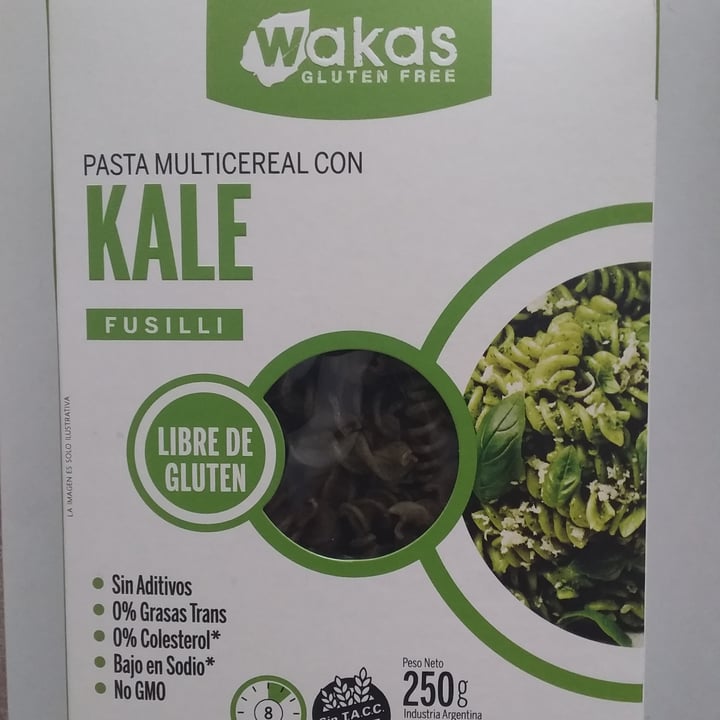 wakas
GLUTEN FREE
PASTA MULTICEREAL CON
KALE
FUSILLI
LIBRE DE
GLUTEN
LA IMAGEN ES SOLO ILUSTRATIVA
• Sin Aditivos
• 0% Grasas Trans
• 0% Colesterol*
• Bajo en Sodio*
• No GMO
8
Sin T.A.C.C.
Peso Neto
250g
Industria Argentina